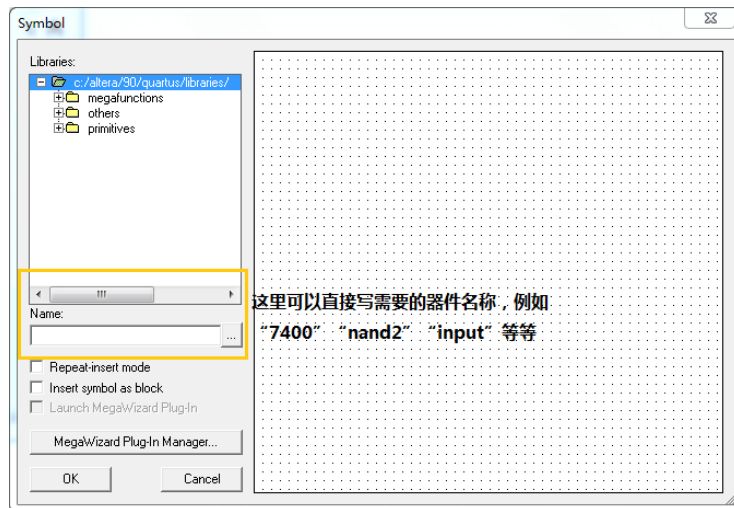 Symbol
Libraries:
c:/altera/90/quartus/libraries/
megafunctions
others
primitives
Name:
...
这里可以直接写需要的器件名称，例如
“7400” “nand2” “input” 等等
Repeat-insert mode
Insert symbol as block
Launch MegaWizard Plug-In
MegaWizard Plug-In Manager...
OK
Cancel